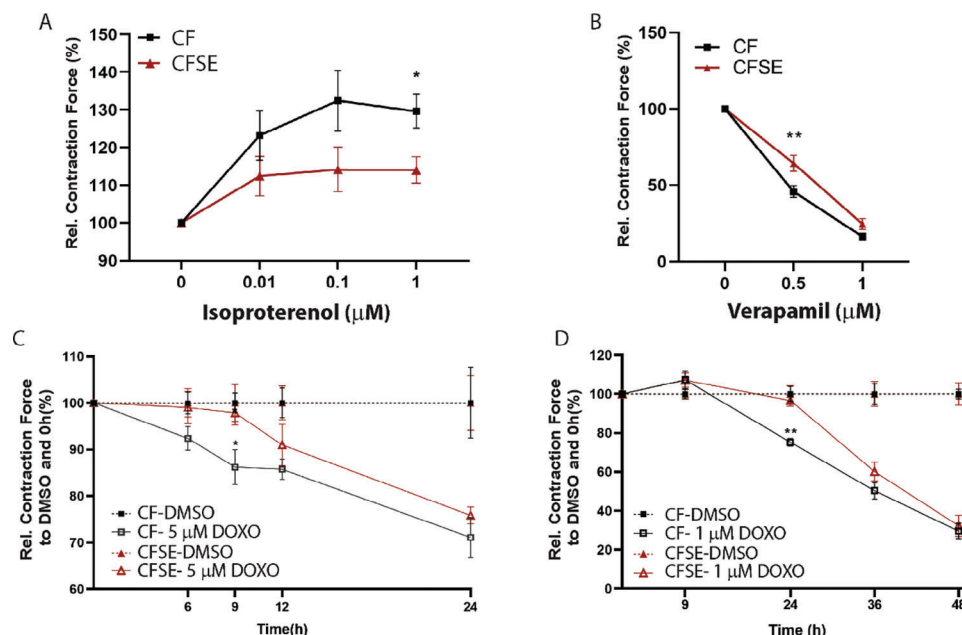 A
CF
CFSE
Rel. Contraction Force (%)
150
140
130
120
110
100
90
*
0
0.01
0.1
1
Isoproterenol (μM)
B
CF
CFSE
Rel. Contraction Force (%)
150
100
50
0
**
0
0.5
1
Verapamil (μM)
C
Rel. Contraction Force
to DMSO and 0h(%)
110
100
90
80
70
60
*
CF-DMSO
CF- 5 μM DOXO
CFSE-DMSO
CFSE- 5 μM DOXO
6
9
12
24
Time(h)
D
Rel. Contraction Force
to DMSO and 0h(%)
120
100
80
60
40
20
0
**
CF-DMSO
CF- 1 μM DOXO
CFSE-DMSO
CFSE- 1 μM DOXO
9
24
36
48
Time (h)